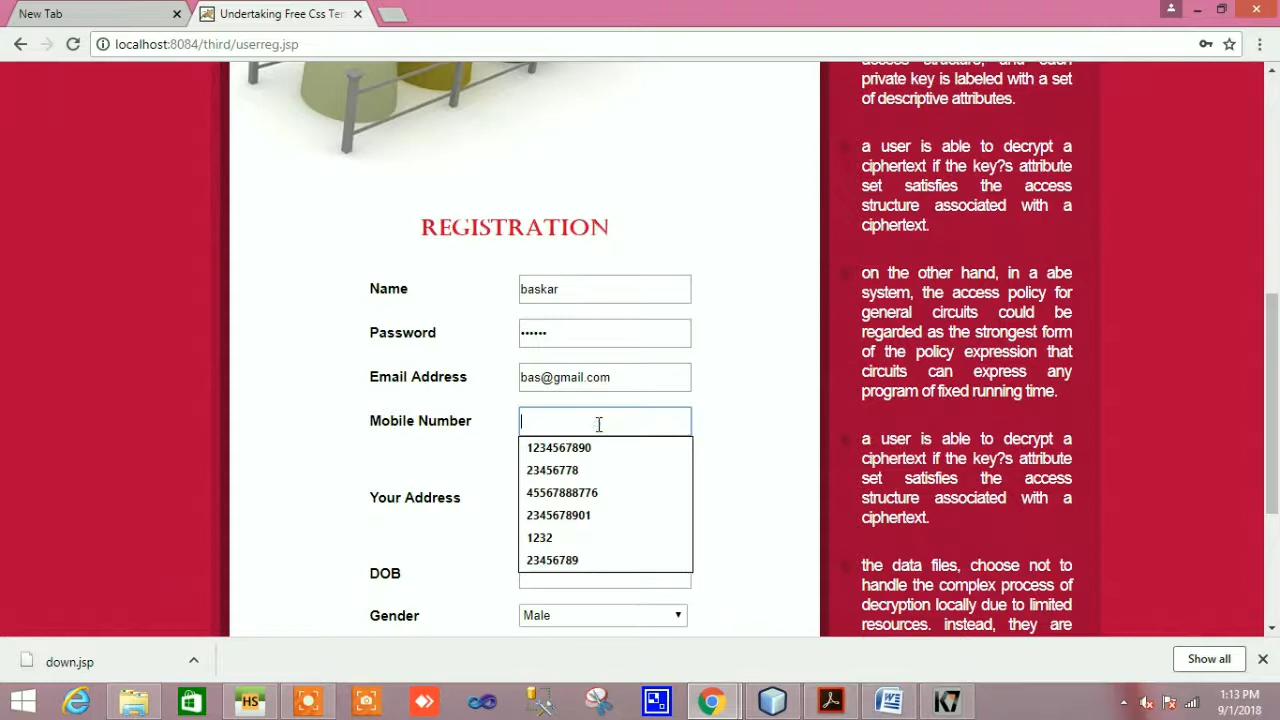 New Tab
Undertaking Free Css Ter
localhost:8084/third/userreg.jsp
access structure, and each
private key is labeled with a set
of descriptive attributes.
a user is able to decrypt a
ciphertext if the key?s attribute
set satisfies the access
structure associated with a
ciphertext.
on the other hand, in a abe
system, the access policy for
general circuits could be
regarded as the strongest form
of the policy expression that
circuits can express any
program of fixed running time.
a user is able to decrypt a
ciphertext if the key?s attribute
set satisfies the access
structure associated with a
ciphertext.
the data files, choose not to
handle the complex process of
decryption locally due to limited
resources. instead, they are
REGISTRATION
Name
baskar
Password
••••••
Email Address
bas@gmail.com
Mobile Number
1234567890
23456778
45567888776
2345678901
1232
23456789
Your Address
DOB
Gender
Male
down.jsp
Show all
HS
K7
1:13 PM
9/1/2018